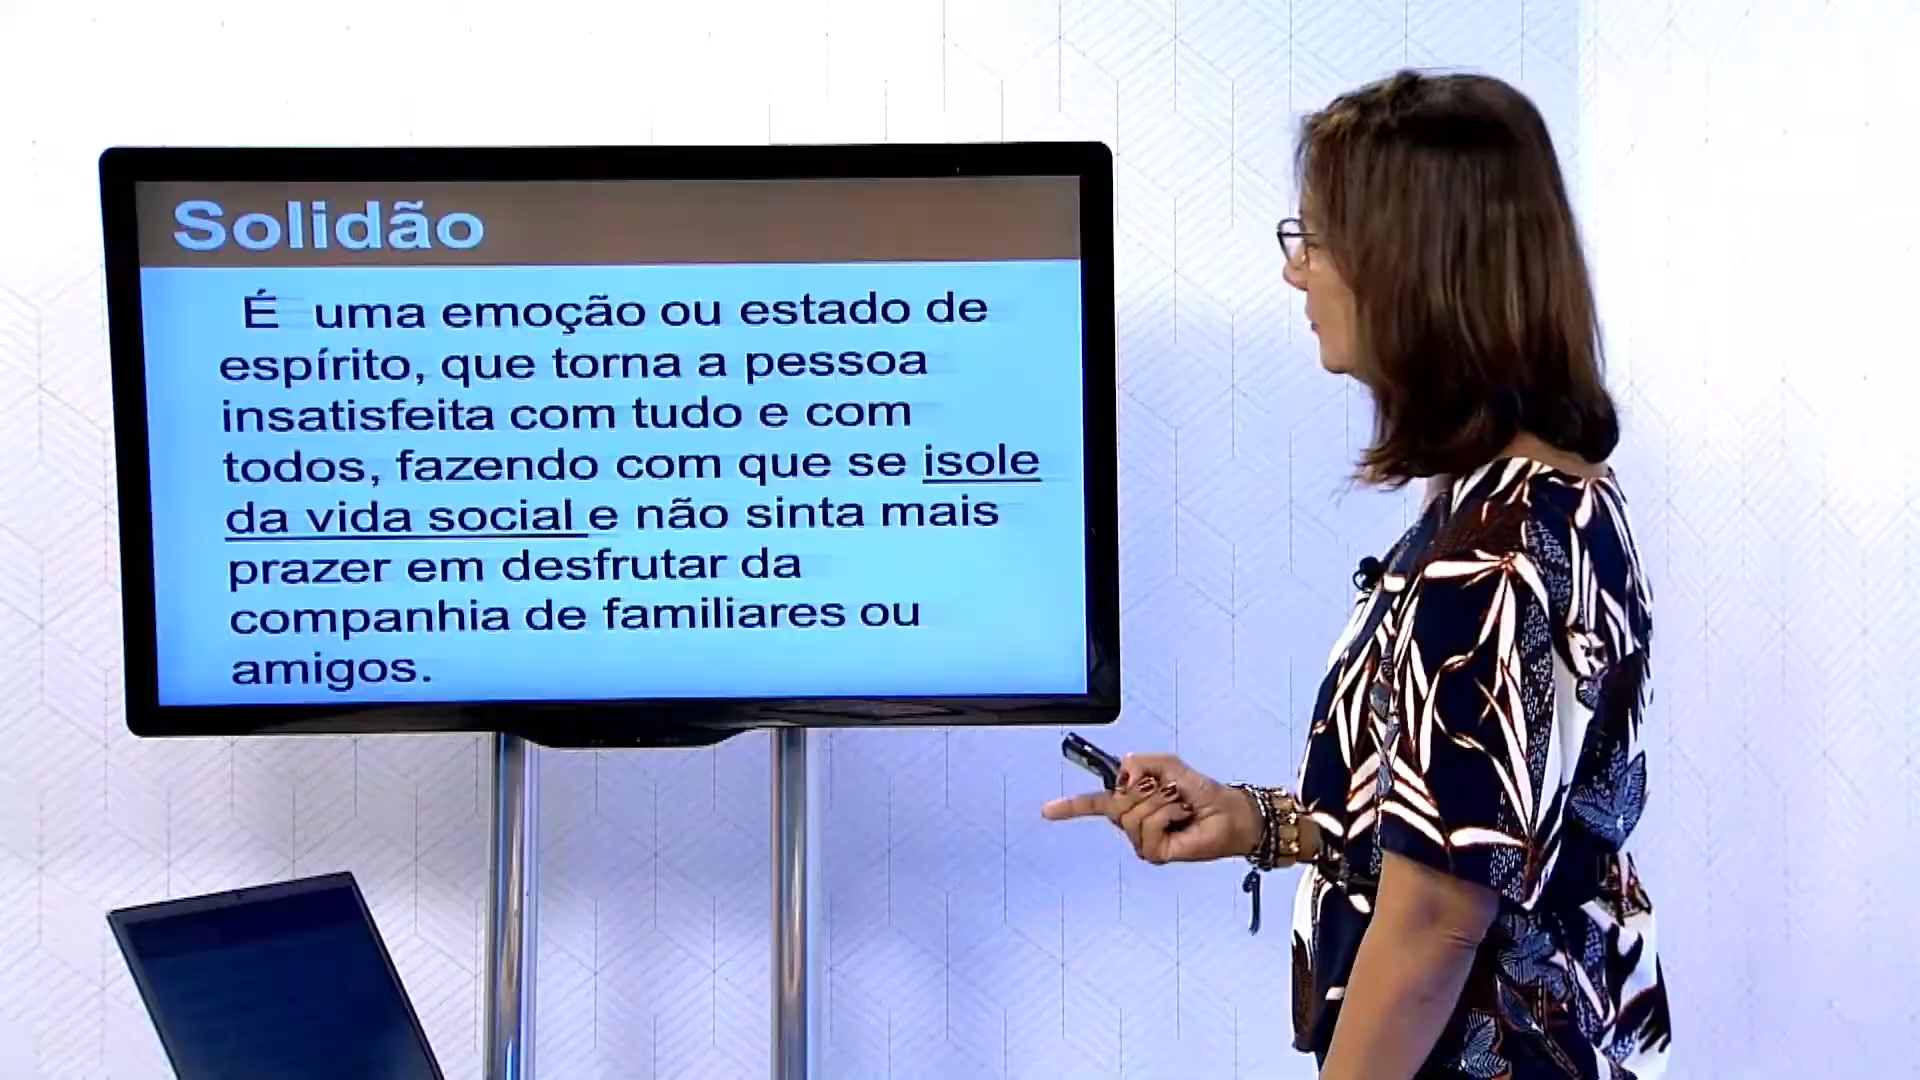 Solidão
É uma emoção ou estado de
espírito, que torna a pessoa
insatisfeita com tudo e com
todos, fazendo com que se isole
da vida social e não sinta mais
prazer em desfrutar da
companhia de familiares ou
amigos.